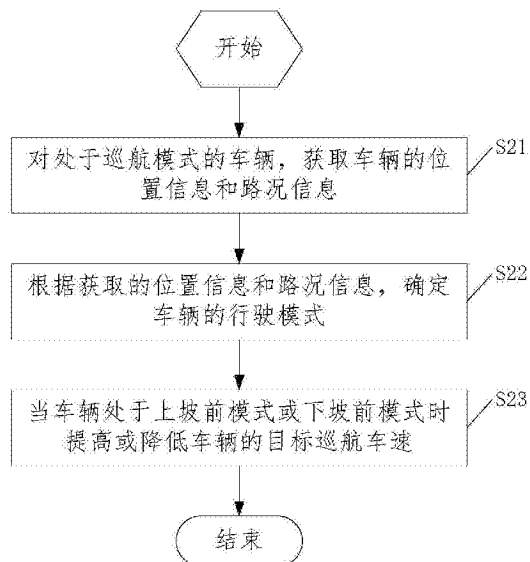 开始
对处于巡航模式的车辆，获取车辆的位
置信息和路况信息
S21
根据获取的位置信息和路况信息，确定
车辆的行驶模式
S22
当车辆处于上坡前模式或下坡前模式时
提高或降低车辆的目标巡航车速
S23
结束